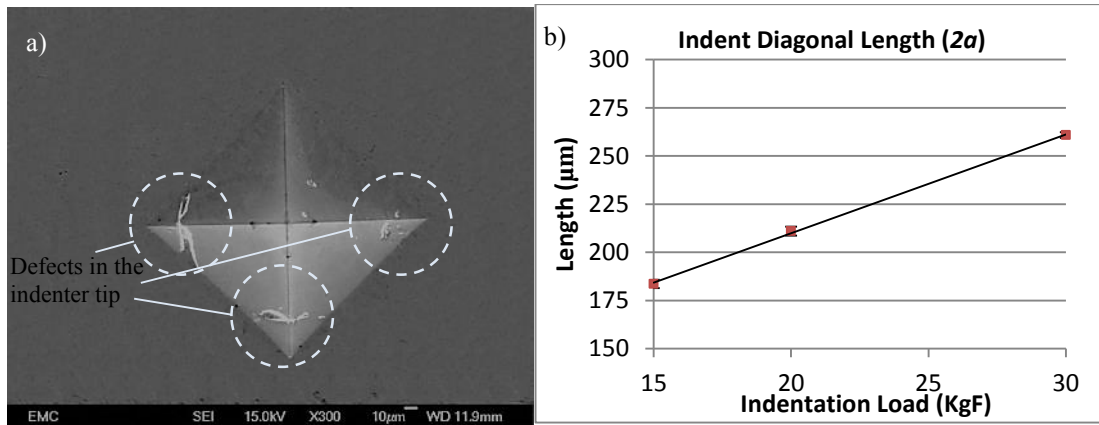 a)
Defects in the
indenter tip
EMC SEI 15.0kV X300 10μm WD 11.9mm
b)
Indent Diagonal Length (2a)
300
275
250
225
200
175
150
Length (μm)
15 20 25 30
Indentation Load (KgF)